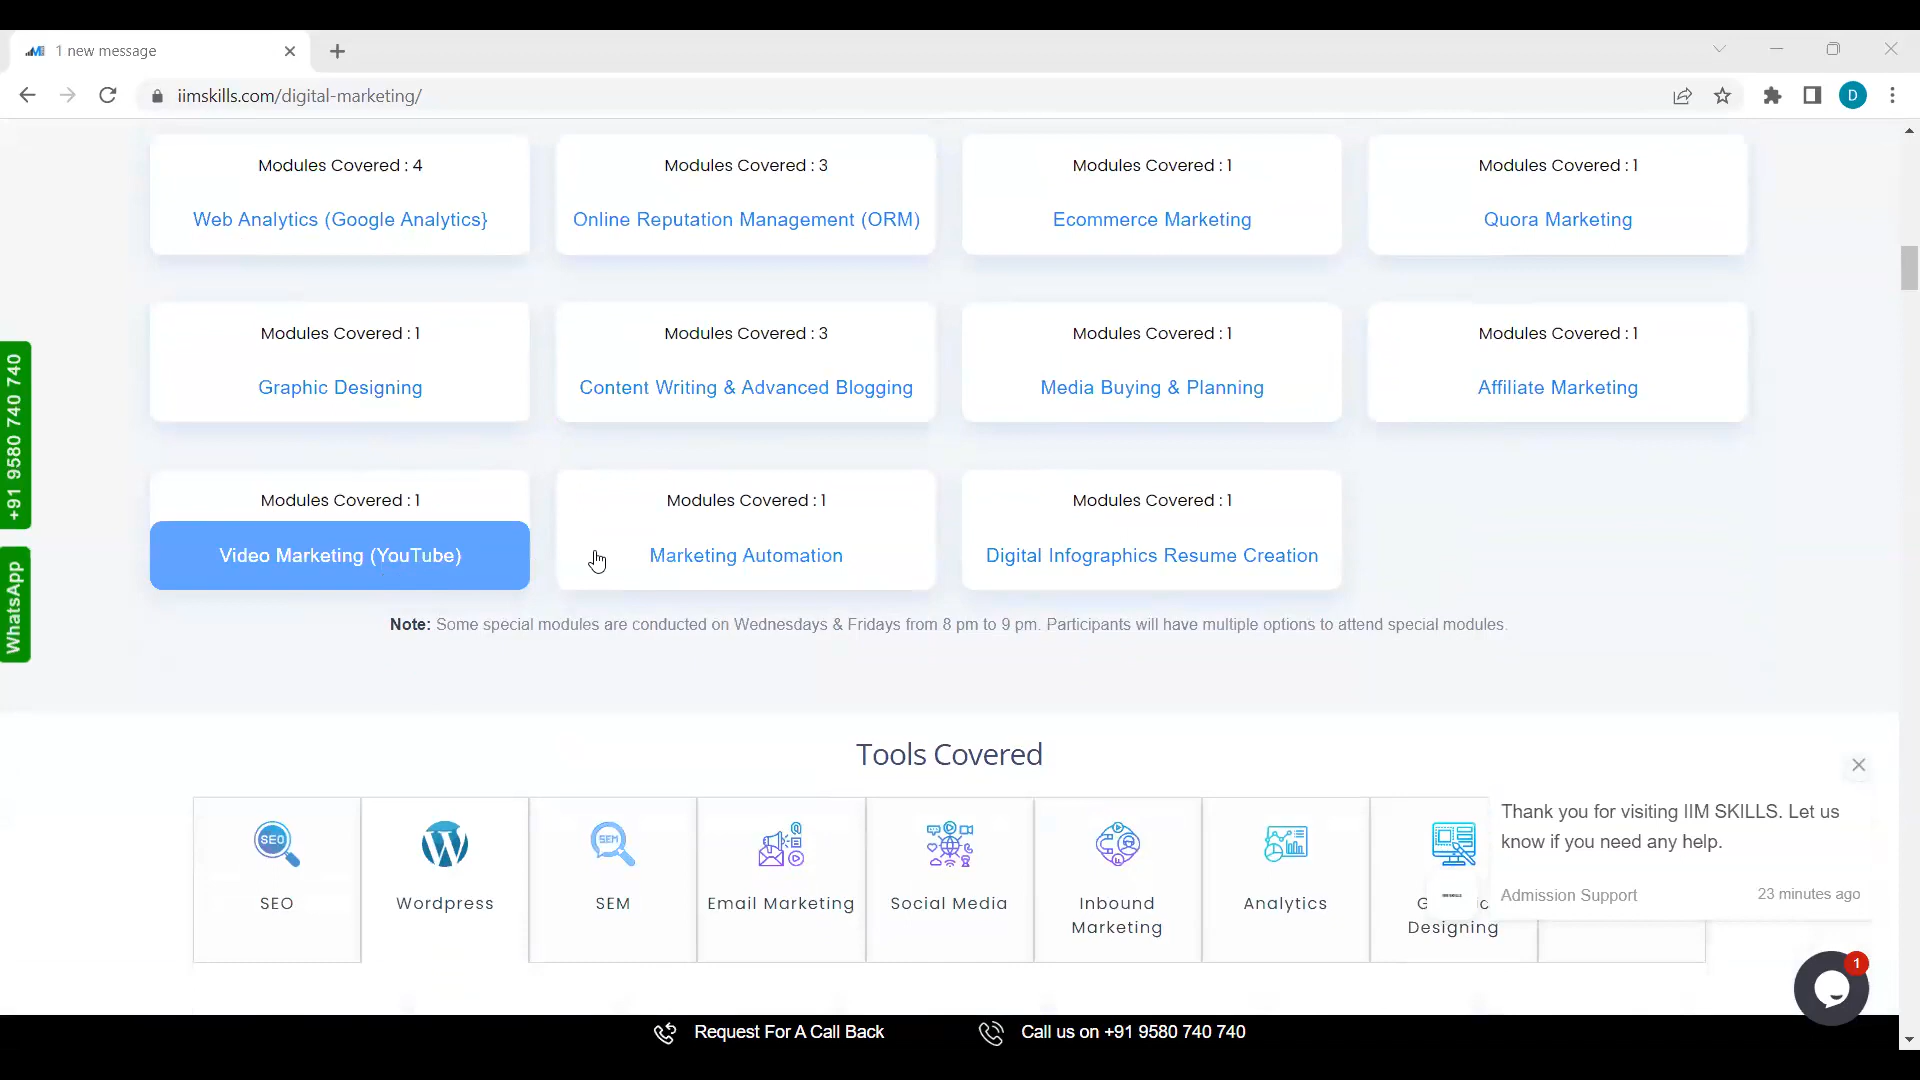 1 new message
iimskills.com/digital-marketing/
D
Modules Covered : 4
Web Analytics (Google Analytics}
Modules Covered : 3
Online Reputation Management (ORM)
Modules Covered : 1
Ecommerce Marketing
Modules Covered : 1
Quora Marketing
Modules Covered : 1
Graphic Designing
Modules Covered : 3
Content Writing & Advanced Blogging
Modules Covered : 1
Media Buying & Planning
Modules Covered : 1
Affiliate Marketing
Modules Covered : 1
Video Marketing (YouTube)
Modules Covered : 1
Marketing Automation
Modules Covered : 1
Digital Infographics Resume Creation
Note: Some special modules are conducted on Wednesdays & Fridays from 8 pm to 9 pm. Participants will have multiple options to attend special modules.
+91 9580 740 740
WhatsApp
Tools Covered
SEO
SEO
Wordpress
SEM
SEM
Email Marketing
Social Media
Inbound
Marketing
Analytics
Designing
Thank you for visiting IIM SKILLS. Let us
know if you need any help.
Admission Support
23 minutes ago
1
Request For A Call Back
Call us on +91 9580 740 740